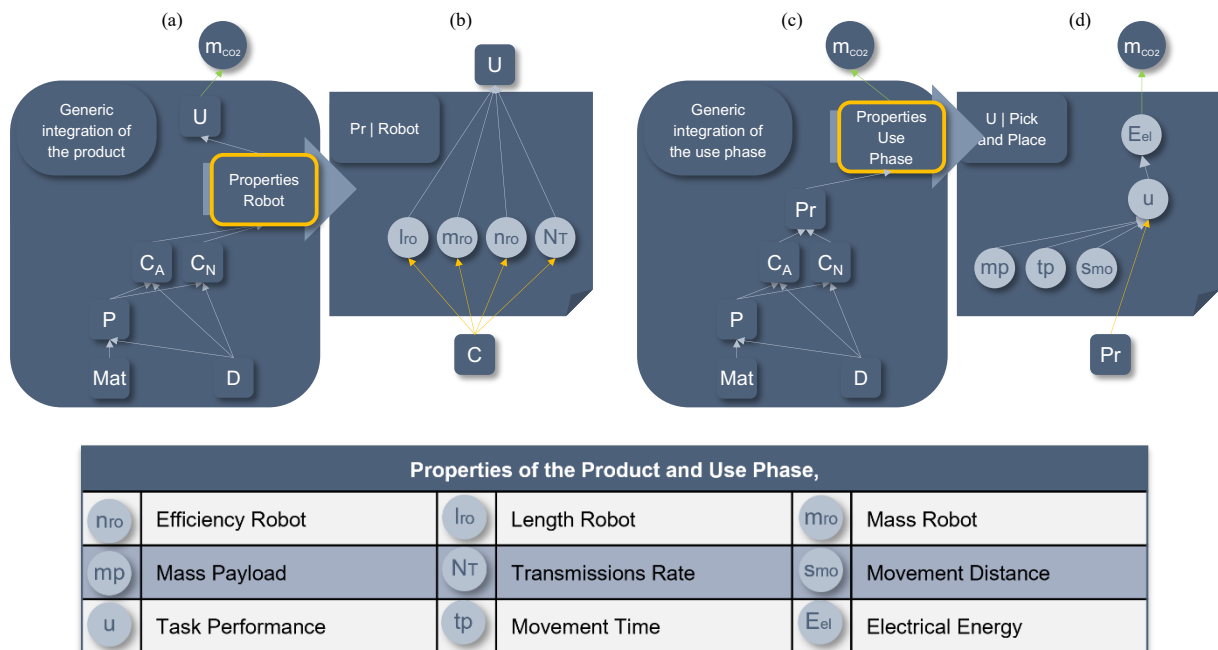 (a)
(b)
(c)
(d)
mCO2
U
Generic
integration of
the product
Properties
Robot
CA
CN
P
Mat
D
U
Pr | Robot
lro
mro
nro
NT
C
mCO2
Generic
integration of
the use phase
Properties
Use
Phase
Pr
CA
CN
P
Mat
D
mCO2
U | Pick
and Place
Eel
u
mp
tp
smo
Pr
Properties of the Product and Use Phase,
nro Efficiency Robot lro Length Robot mro Mass Robot
mp Mass Payload NT Transmissions Rate smo Movement Distance
u Task Performance tp Movement Time Eel Electrical Energy